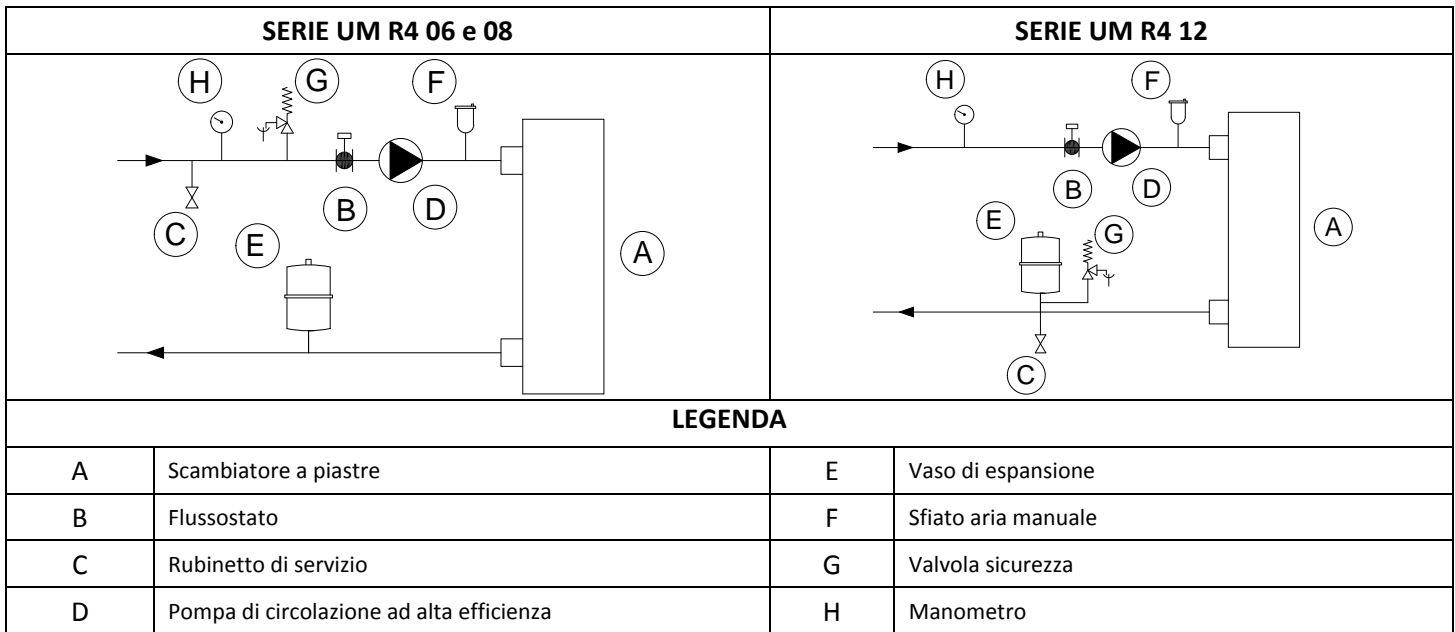 SERIE UM R4 06 e 08
SERIE UM R4 12
H
G
F
B
D
C
E
A
H
F
B
D
E
G
A
C
LEGENDA
A Scambiatore a piastre E Vaso di espansione
B Flussostato F Sfiato aria manuale
C Rubinetto di servizio G Valvola sicurezza
D Pompa di circolazione ad alta efficienza H Manometro